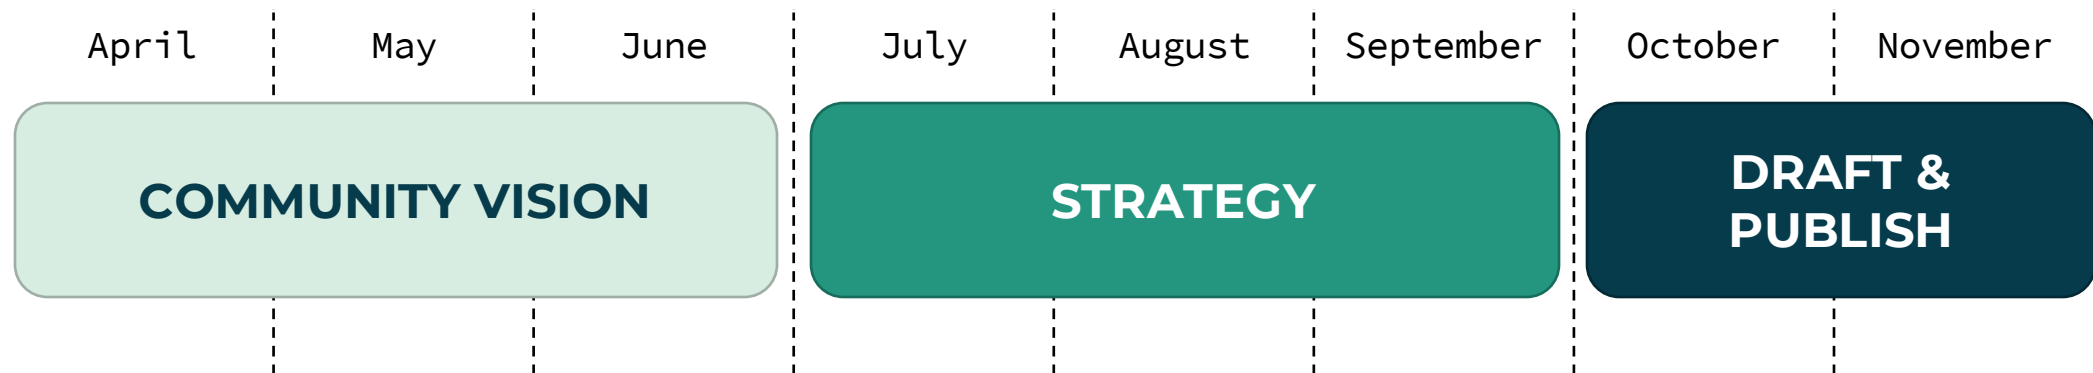 April May June July August September October November
COMMUNITY VISION
STRATEGY
DRAFT &
PUBLISH